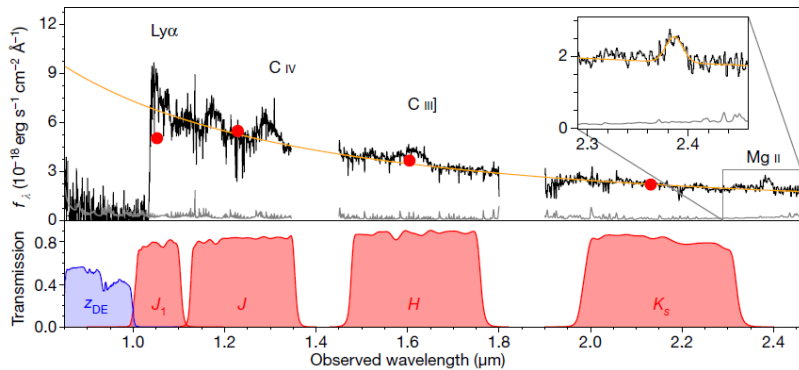 Lyα
C IV
C III]
Mg II
f_λ (10⁻¹⁸ erg s⁻¹ cm⁻² Å⁻¹)
12
9
6
3
0
2
0
2.3
2.4
Transmission
0.8
0.4
0.0
z_DE
J_1
J
H
K_s
1.0
1.2
1.4
1.6
1.8
2.0
2.2
2.4
Observed wavelength (μm)